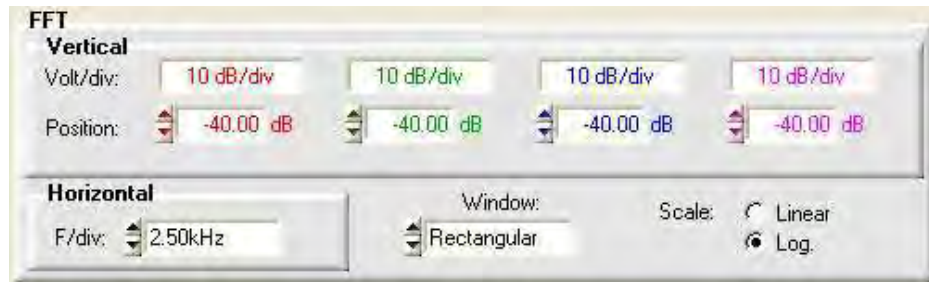 FFT
Vertical
Volt/div: 10 dB/div 10 dB/div 10 dB/div 10 dB/div
Position: -40.00 dB -40.00 dB -40.00 dB -40.00 dB
Horizontal
Window:
Scale: Linear
F/div: 2.50kHz Rectangular Log.